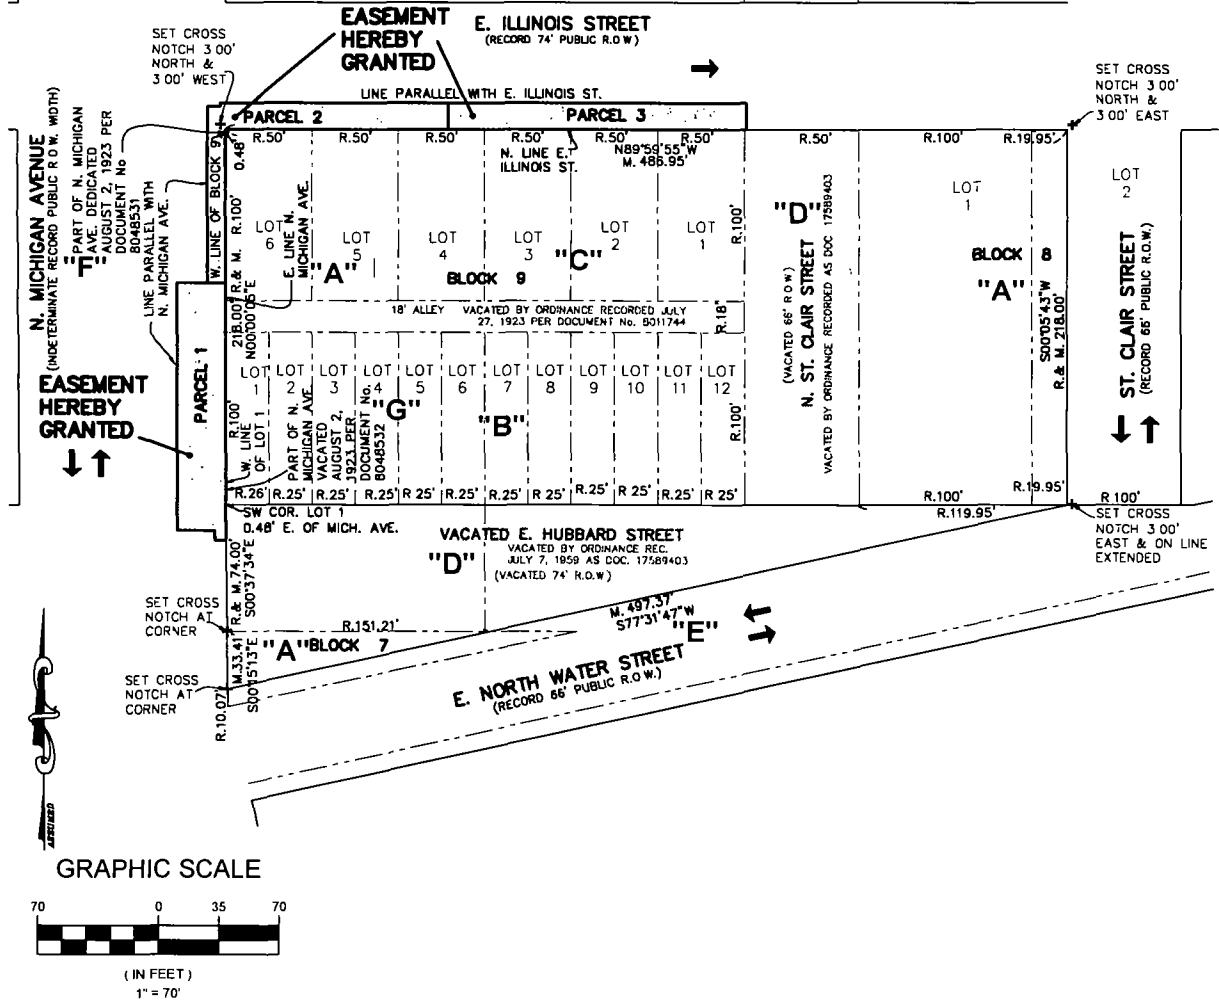 EASEMENT
HEREBY
GRANTED
E. ILLINOIS STREET
(RECORD 74' PUBLIC R.O.W)
SET CROSS
NOTCH 3 00'
NORTH &
3 00' WEST
LINE PARALLEL WITH E. ILLINOIS ST.
SET CROSS
NOTCH 3 00'
NORTH &
3 00' EAST
PARCEL 2
PARCEL 3
R.50'
R.50'
R.50'
R.50'
R.50'
R.50'
R.50'
R.100'
R.19.95'
0.48'
N. LINE E.
ILLINOIS ST.
N89°59'55"W
M. 486.95'
N. MICHIGAN AVENUE
(INDETERMINATE RECORD PUBLIC R O W. WIDTH)
"F"
PART OF N. MICHIGAN
AVE. DEDICATED
AUGUST 2, 1923 PER
DOCUMENT No
8048531
LINE PARALLEL WITH
N. MICHIGAN AVE.
W. LINE OF BLOCK 9
R.100'
R. & M.
218.00'
N00°00'05"E
E. LINE N.
MICHIGAN AVE.
LOT
6
LOT
5
LOT
4
LOT
3
LOT
2
LOT
1
"A"
BLOCK 9
"C"
R.100'
"D"
(VACATED 66' R O W)
N. ST. CLAIR STREET
VACATED BY ORDINANCE RECORDED AS DOC 17589403
LOT
1
BLOCK 8
"A"
S00°05'43"W
R. & M. 218.00'
LOT
2
ST. CLAIR STREET
(RECORD 66' PUBLIC R.O.W.)
18' ALLEY VACATED BY ORDINANCE RECORDED JULY
27, 1923 PER DOCUMENT No. 8011744
R.18'
EASEMENT
HEREBY
GRANTED
PARCEL 1
LOT
1
LOT
2
LOT
3
LOT
4
LOT
5
LOT
6
LOT
7
LOT
8
LOT
9
LOT
10
LOT
11
LOT
12
R.100'
W. LINE
OF LOT 1
PART OF N.
MICHIGAN AVE
VACATED
AUGUST 2,
1923 PER
DOCUMENT No.
8048532
"G"
"B"
R.100'
R.26'
R.25'
R.25'
R.25'
R.25'
R.25'
R 25'
R 25'
R.25'
R 25'
R.25'
R 25'
R.100'
R.19.95'
R 100'
R.119.95'
SW COR. LOT 1
0.48' E. OF MICH. AVE.
SET CROSS
NOTCH 3 00'
EAST & ON LINE
EXTENDED
VACATED E. HUBBARD STREET
VACATED BY ORDINANCE REC.
JULY 7, 1959 AS DOC. 17589403
(VACATED 74' R.O.W)
"D"
R. & M. 74.00'
S00°37'34"E
SET CROSS
NOTCH AT
CORNER
R.151.21'
"A"
BLOCK 7
M.33.41
S00°15'13"E
M. 497.37'
S77°31'47"W
"E"
SET CROSS
NOTCH AT
CORNER
R.10.07'
E. NORTH WATER STREET
(RECORD 66' PUBLIC R.O.W.)
ASSUMED
GRAPHIC SCALE
70 0 35 70
( IN FEET )
1" = 70'